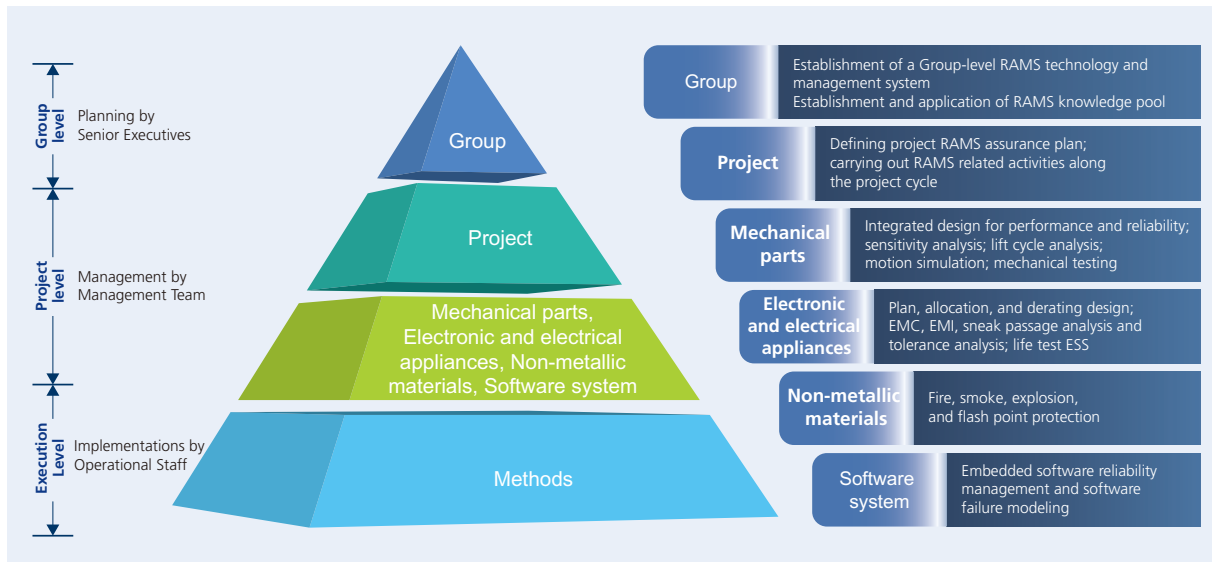 Group
level
Planning by
Senior Executives
Project
level
Management by
Management Team
Execution
Level
Implementations by
Operational Staff
Group
Project
Mechanical parts,
Electronic and electrical
appliances, Non-metallic
materials, Software system
Methods
Group
Establishment of a Group-level RAMS technology and
management system
Establishment and application of RAMS knowledge pool
Project
Defining project RAMS assurance plan;
carrying out RAMS related activities along
the project cycle
Mechanical
parts
Integrated design for performance and reliability;
sensitivity analysis; lift cycle analysis;
motion simulation; mechanical testing
Electronic
and electrical
appliances
Plan, allocation, and derating design;
EMC, EMI, sneak passage analysis and
tolerance analysis; life test ESS
Non-metallic
materials
Fire, smoke, explosion,
and flash point protection
Software
system
Embedded software reliability
management and software
failure modeling